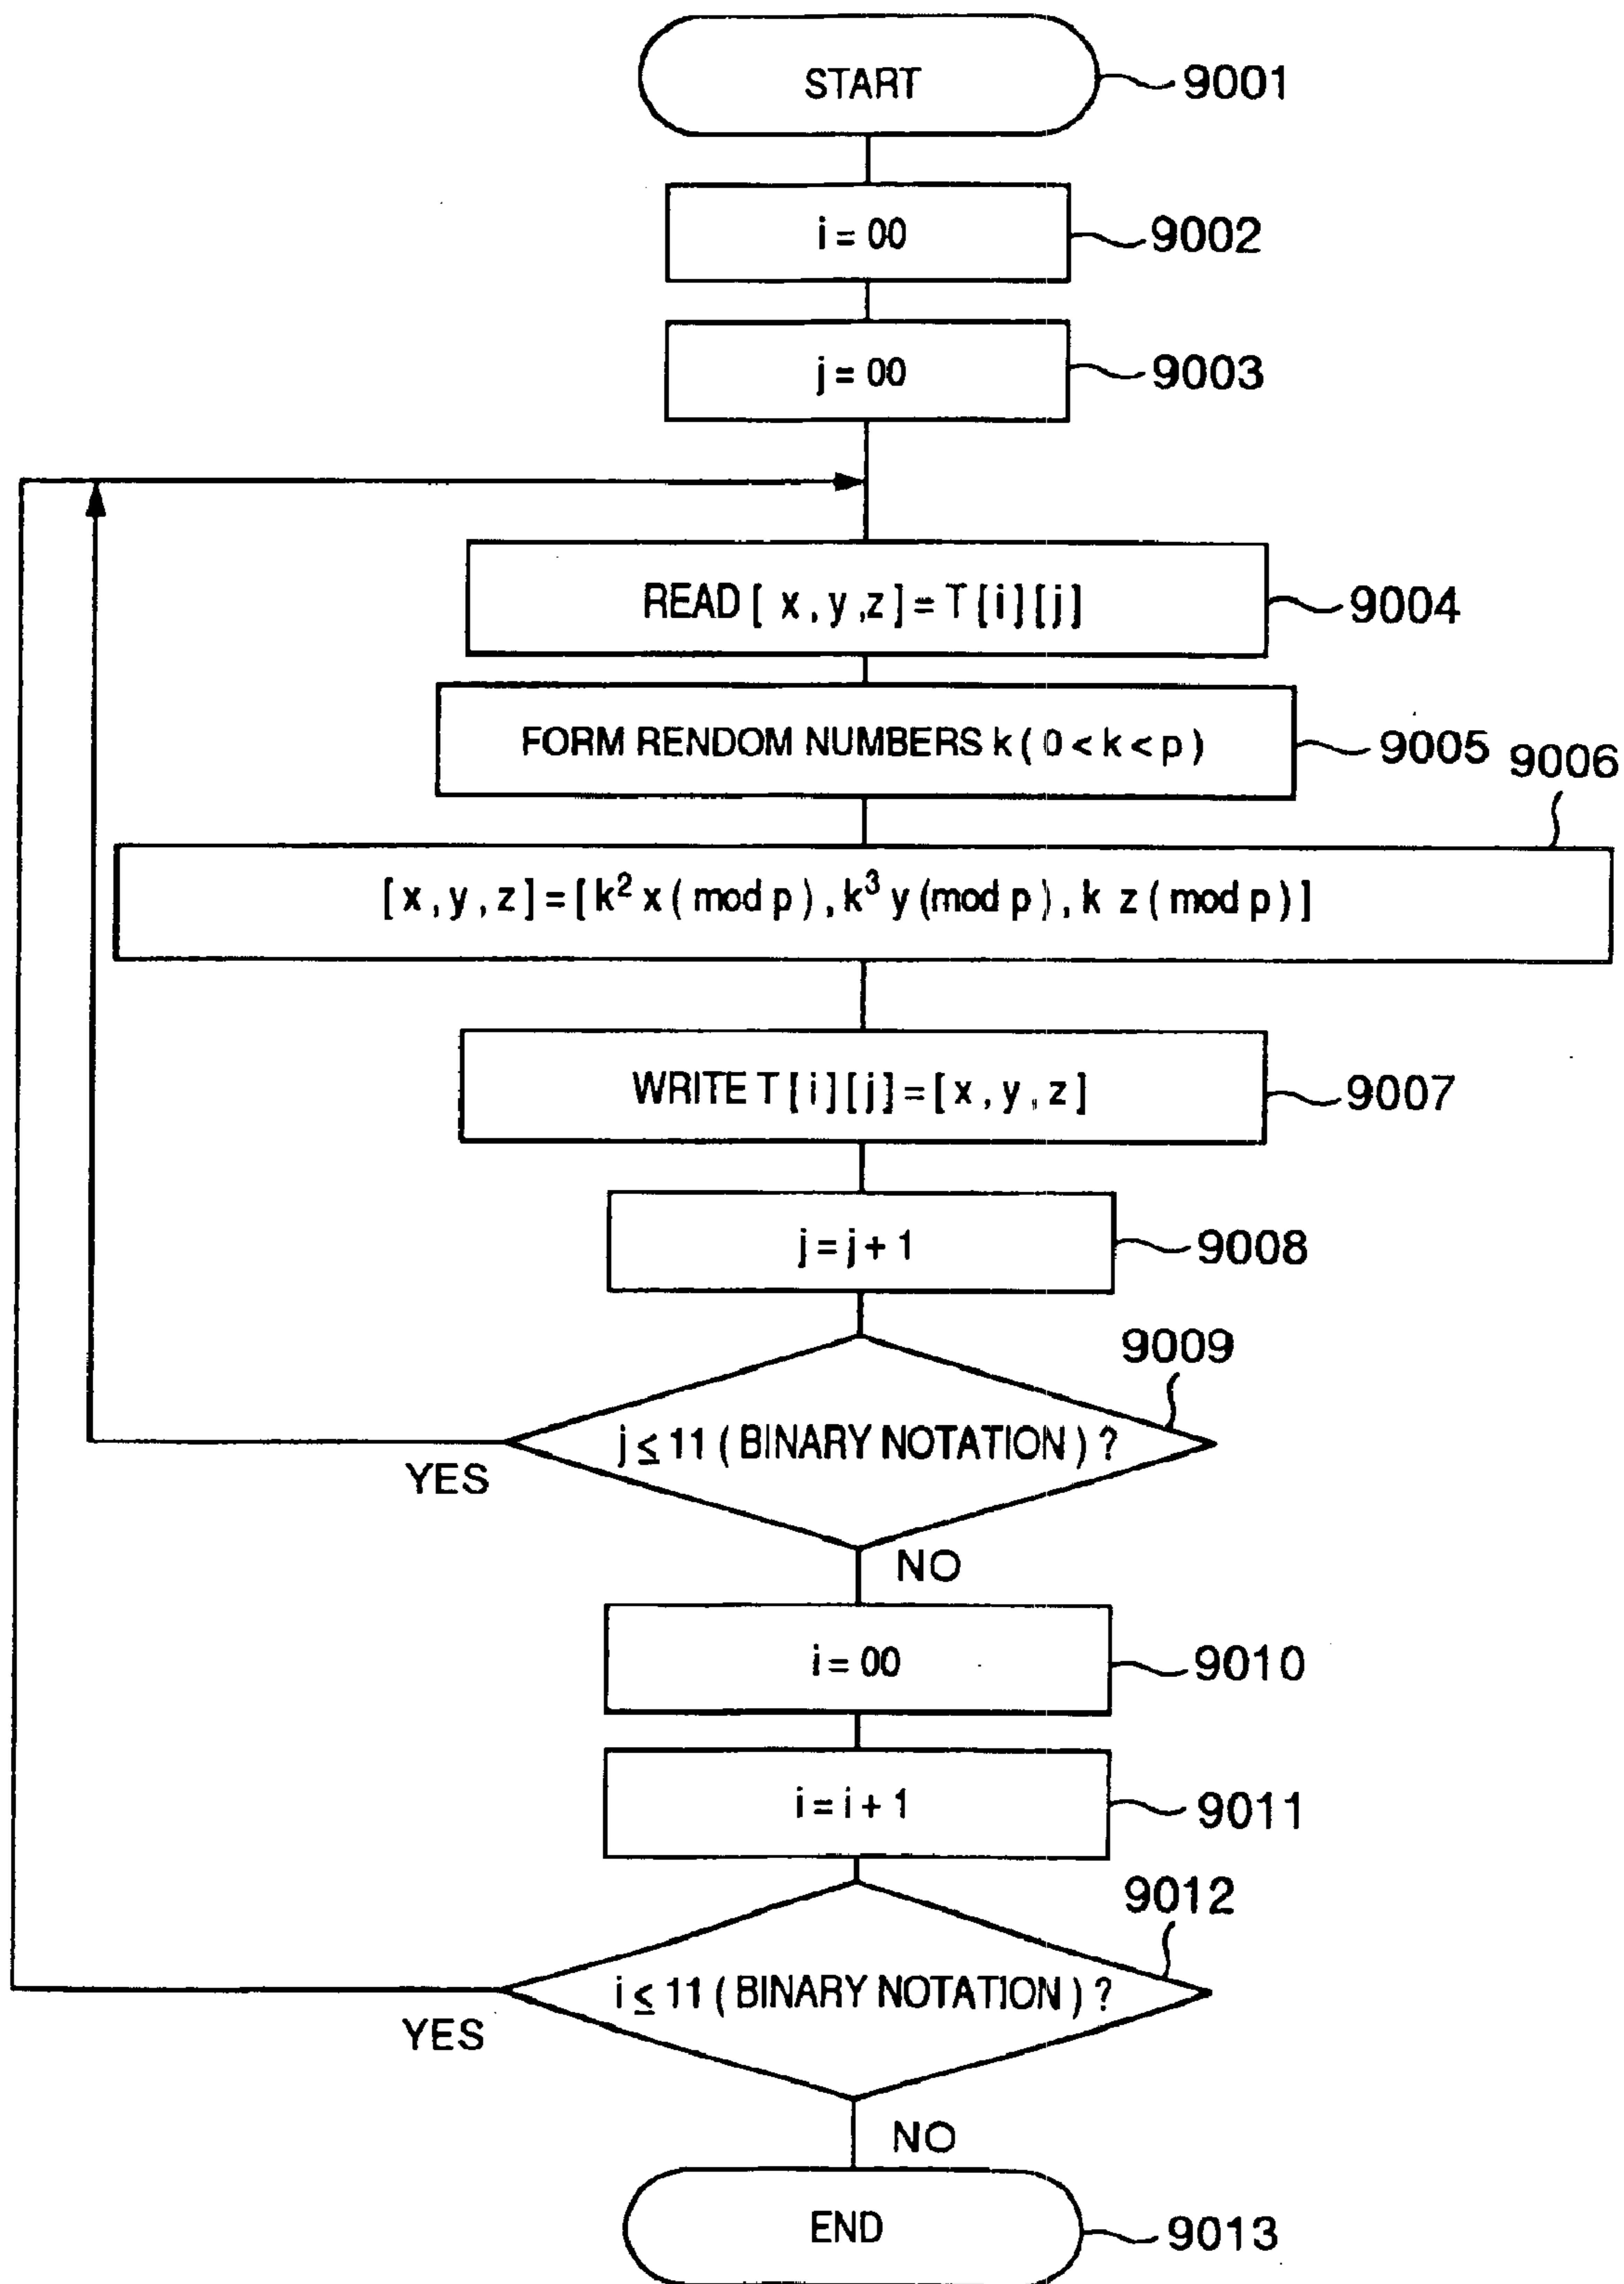 START
9001
i = 00
9002
j = 00
9003
READ [ x , y , z ] = T [ i ] [ j ]
9004
FORM RENDOM NUMBERS k ( 0 < k < p )
9005
9006
[ x , y , z ] = [ k² x ( mod p ) , k³ y ( mod p ) , k z ( mod p ) ]
WRITE T [ i ] [ j ] = [ x , y , z ]
9007
j = j + 1
9008
9009
j ≤ 11 ( BINARY NOTATION ) ?
YES
NO
i = 00
9010
i = i + 1
9011
9012
i ≤ 11 ( BINARY NOTATION ) ?
YES
NO
END
9013